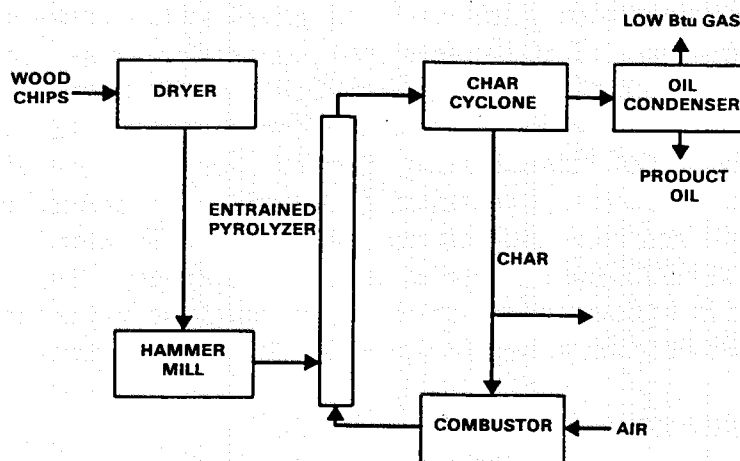 LOW Btu GAS
WOOD
CHIPS
DRYER
CHAR
CYCLONE
OIL
CONDENSER
PRODUCT
OIL
ENTRAINED
PYROLYZER
CHAR
HAMMER
MILL
COMBUSTOR
AIR